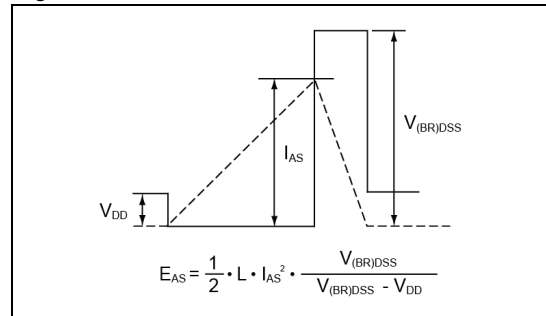 V(BR)DSS
IAS
VDD
EAS = 1/2 • L • IAS² • V(BR)DSS / V(BR)DSS - VDD